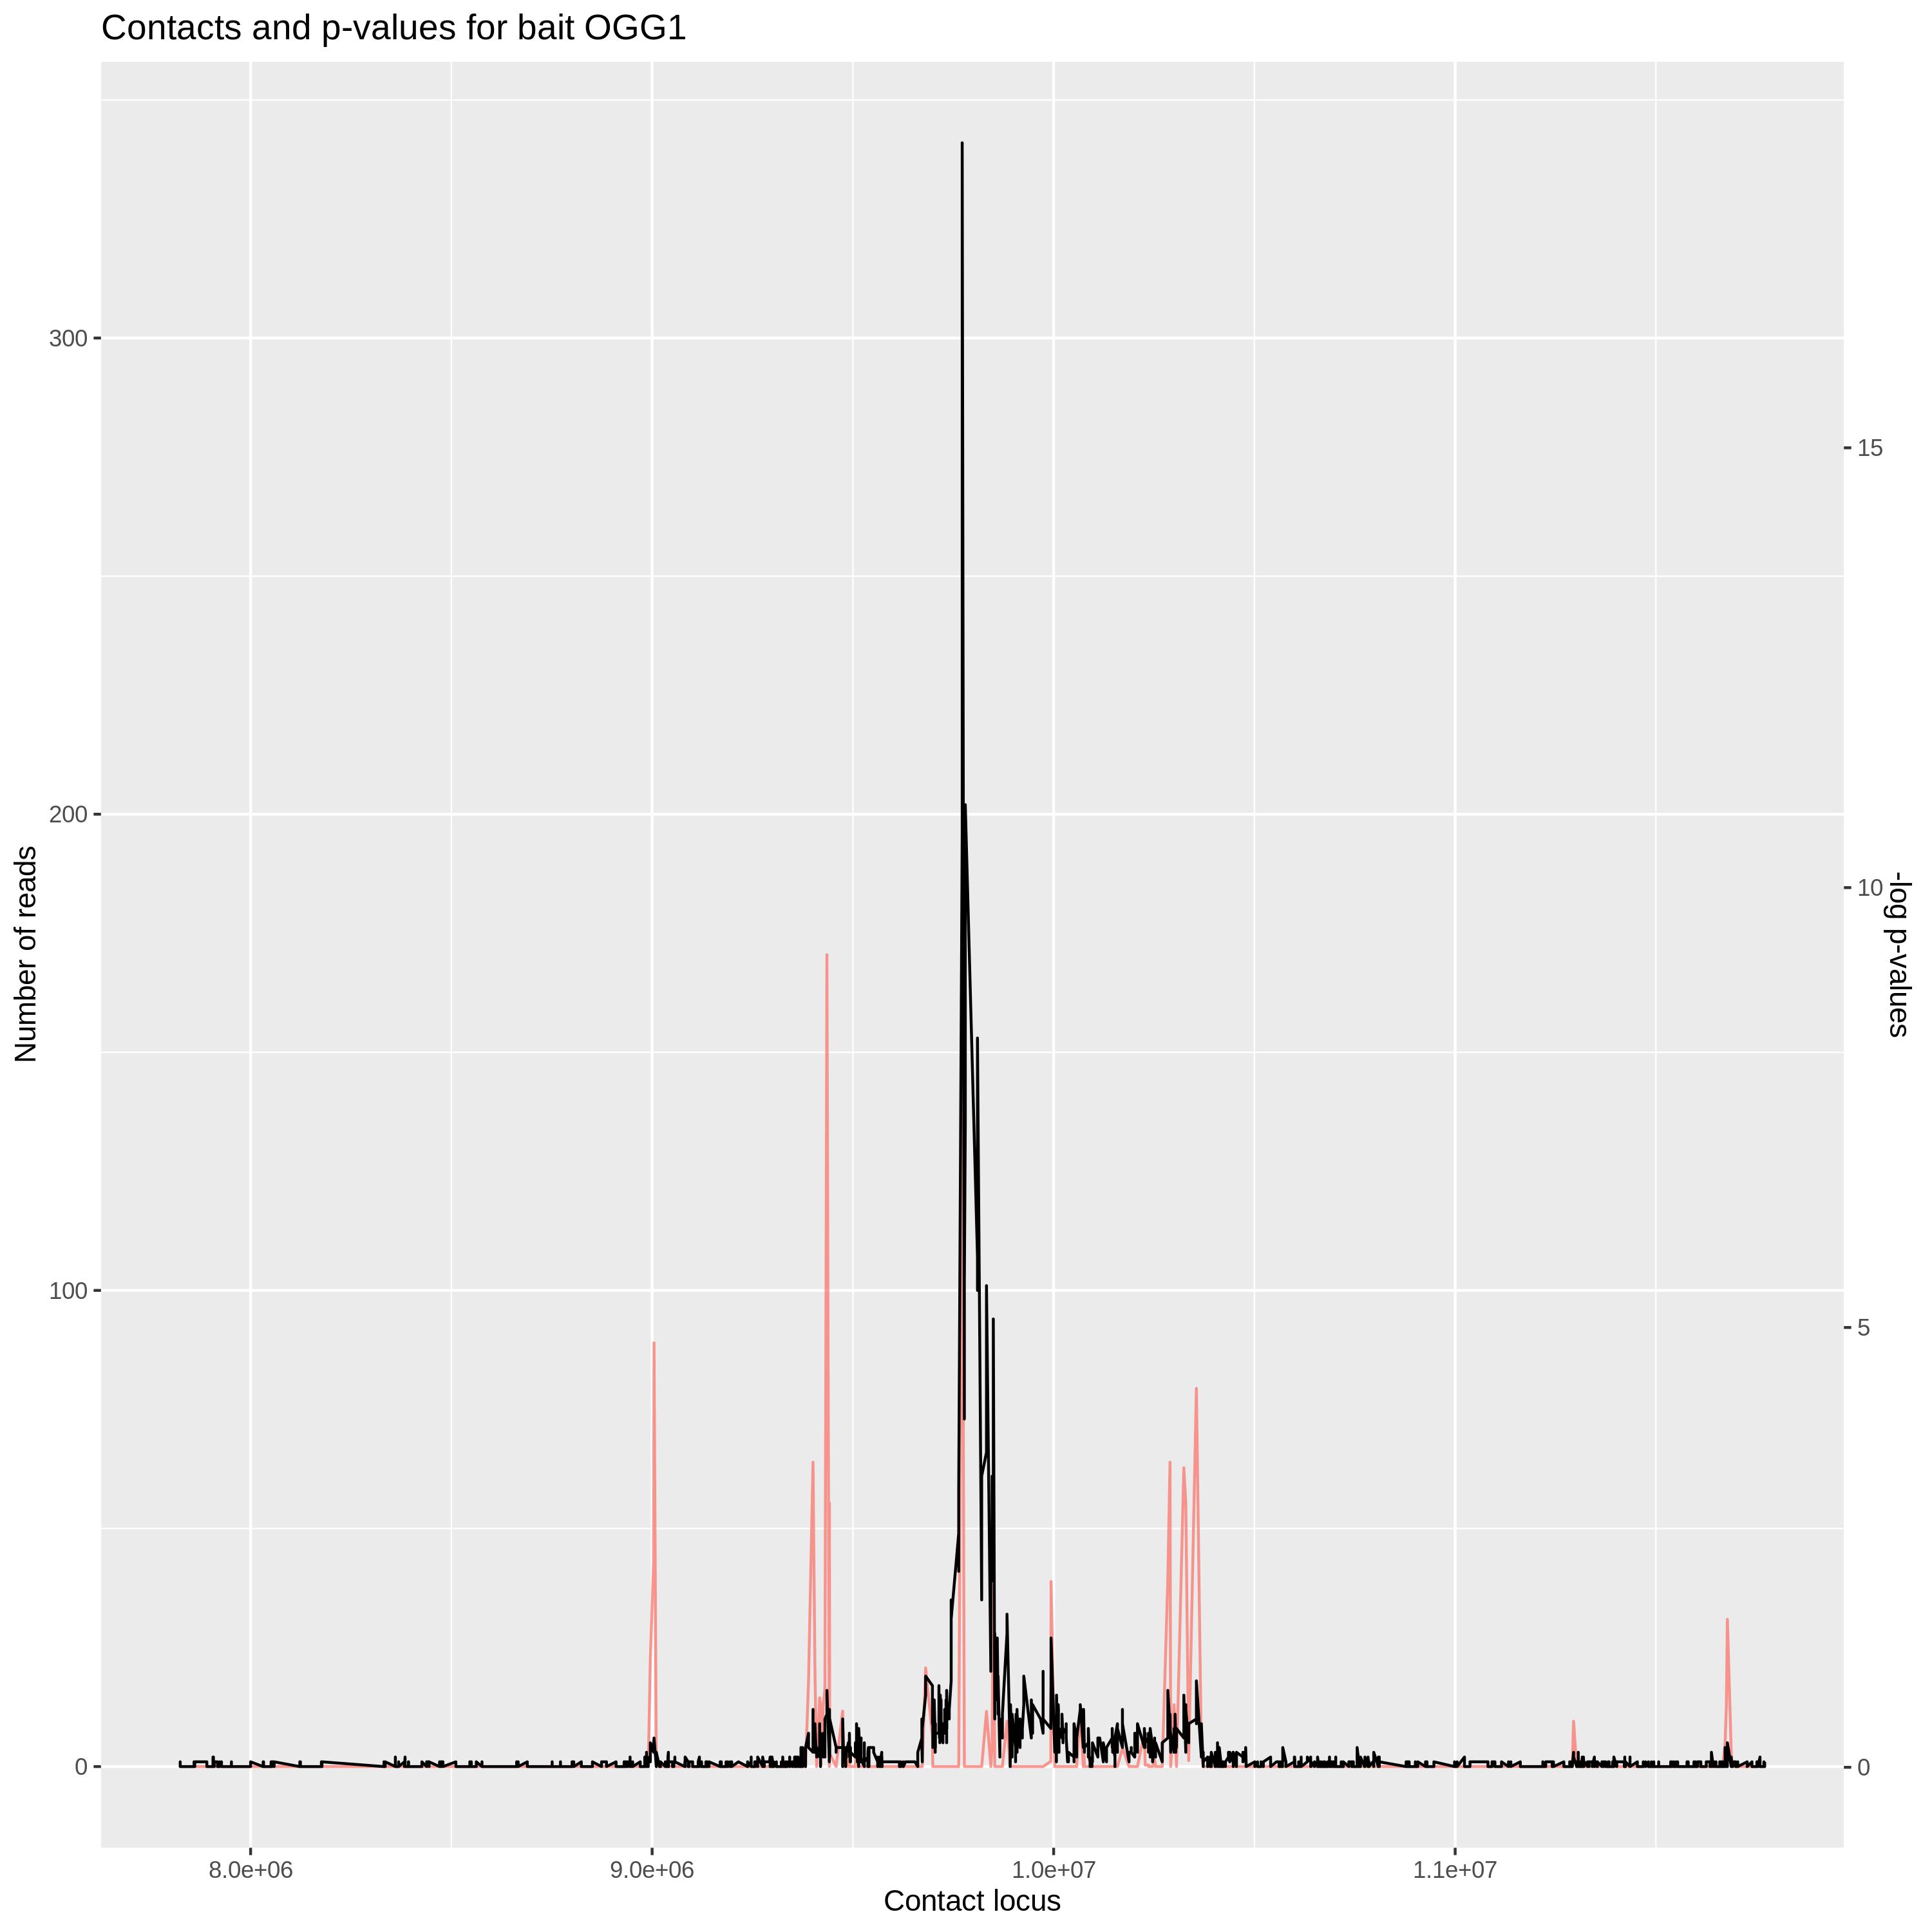 Contacts and p-values for bait OGG1
300
200
100
0
Number of reads
15
10
5
0
-log p-values
8.0e+06
9.0e+06
1.0e+07
1.1e+07
Contact locus